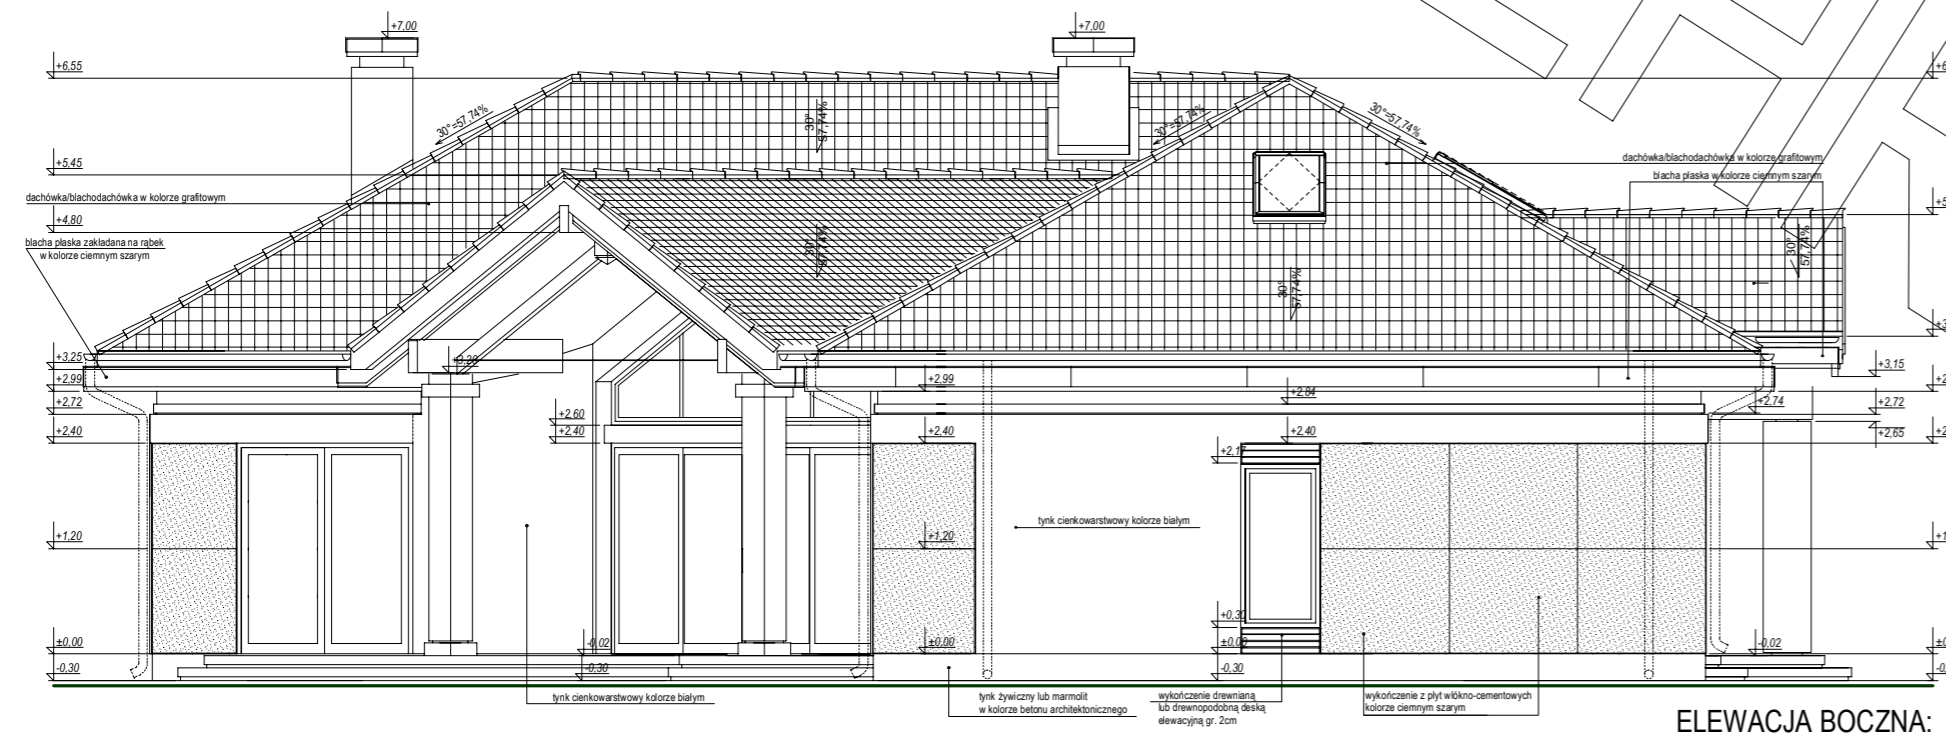 +7,00
+7,00
+6,55
30°=57,74%
30°=57,74%
30°=57,74%
30°
57,74%
+5,45
dachówka/blachodachówka w kolorze grafitowym
blacha płaska w kolorze ciemnym szarym
dachówka/blachodachówka w kolorze grafitowym
+4,80
blacha płaska zakładana na rąbek
w kolorze ciemnym szarym
30°
57,74%
30°
57,74%
30°
57,74%
+3,25
+3,20
+3,15
+2,99
+2,99
+2,84
+2,74
+2,72
+2,72
+2,65
+2,60
+2,40
+2,40
+2,40
+2,40
+2,17
tynk cienkowarstwowy kolorze białym
+1,20
+1,20
+0,30
±0,00
-0,02
±0,00
±0,00
-0,02
-0,30
-0,30
-0,30
tynk cienkowarstwowy kolorze białym
tynk żywiczny lub marmolit
w kolorze betonu architektonicznego
wykończenie drewnianą
lub drewnopodobną deską
elewacyjną gr. 2cm
wykończenie z płyt włókno-cementowych
kolorze ciemnym szarym
ELEWACJA BOCZNA: